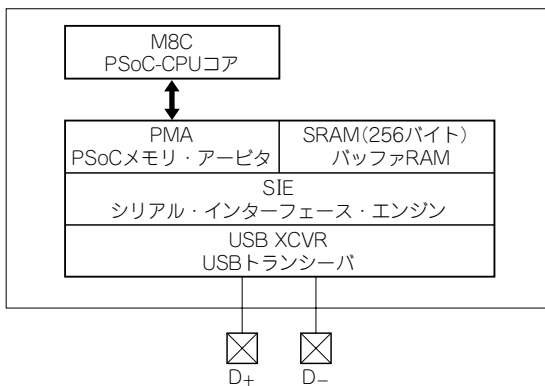 M8C
PSoC-CPUコア
PMA
PSoCメモリ・アービタ
SRAM(256バイト)
バッファRAM
SIE
シリアル・インターフェース・エンジン
USB XCVR
USBトランシーバ
D+
D−